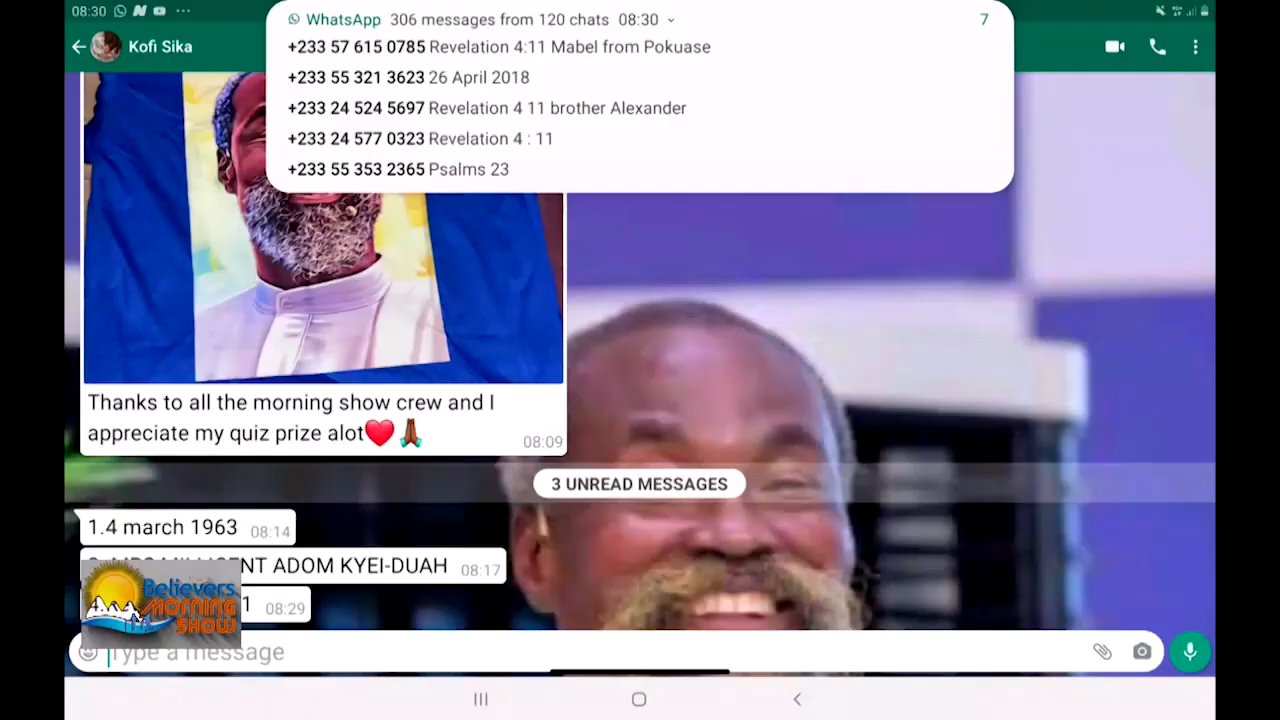 08:30
WhatsApp 306 messages from 120 chats 08:30 7
Kofi Sika
+233 57 615 0785 Revelation 4:11 Mabel from Pokuase
+233 55 321 3623 26 April 2018
+233 24 524 5697 Revelation 4 11 brother Alexander
+233 24 577 0323 Revelation 4 : 11
+233 55 353 2365 Psalms 23
Thanks to all the morning show crew and I
appreciate my quiz prize alot❤️🙏🏾
08:09
3 UNREAD MESSAGES
1.4 march 1963 08:14
ADOM KYEI-DUAH 08:17
1 08:29
Believers
MORNING
SHOW
Type a message